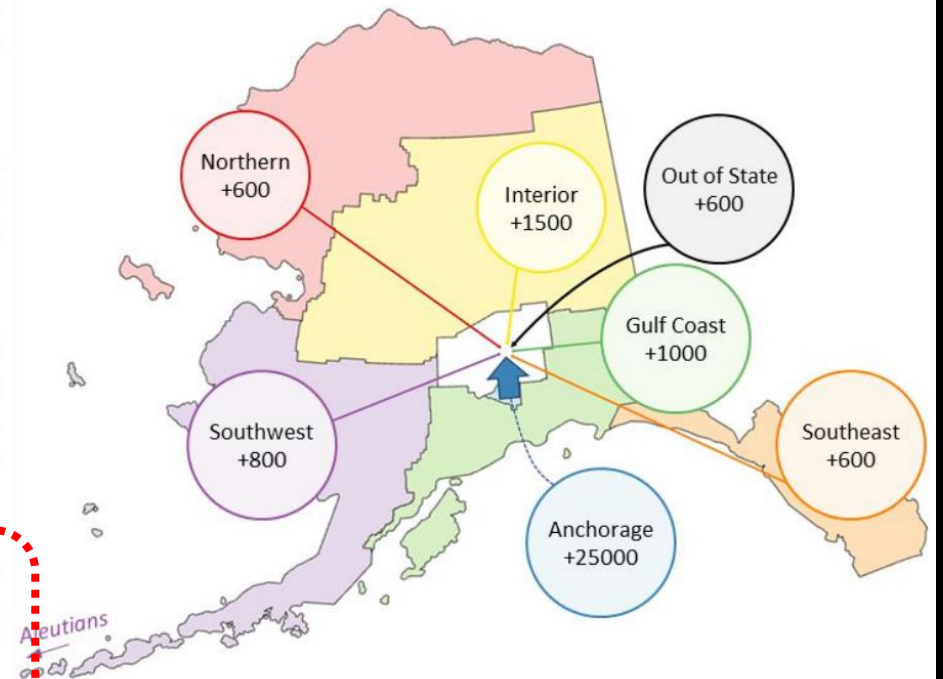 Northern
+600
Interior
+1500
Out of State
+600
Gulf Coast
+1000
Southwest
+800
Southeast
+600
Anchorage
+25000
Aleutians